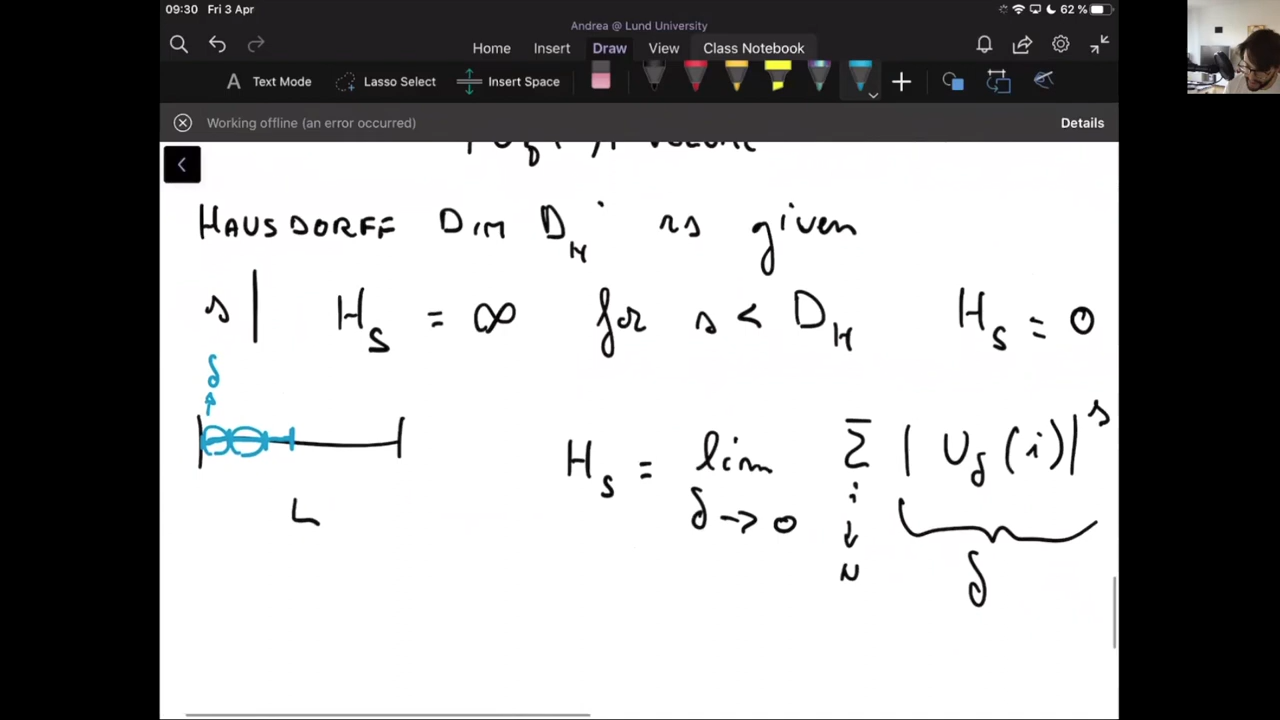 09:30 Fri 3 Apr 62 %
Andrea @ Lund University
Home Insert Draw View Class Notebook
A Text Mode Lasso Select Insert Space
Working offline (an error occurred) Details
HAUSDORFF DIM D_H is given
s | H_s = ∞ for s < D_H H_s = 0
δ
L
H_s = lim Σ | U_δ (i) |^s
δ → 0 i ↓ N δ